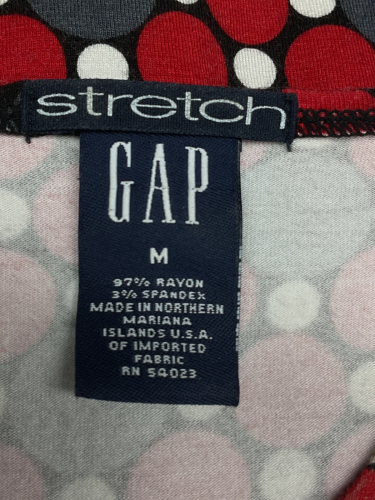 stretch
GAP
M
97% RAYON
3% SPANDEX
MADE IN NORTHERN
MARIANA
ISLANDS U.S.A.
OF IMPORTED
FABRIC
RN 54023